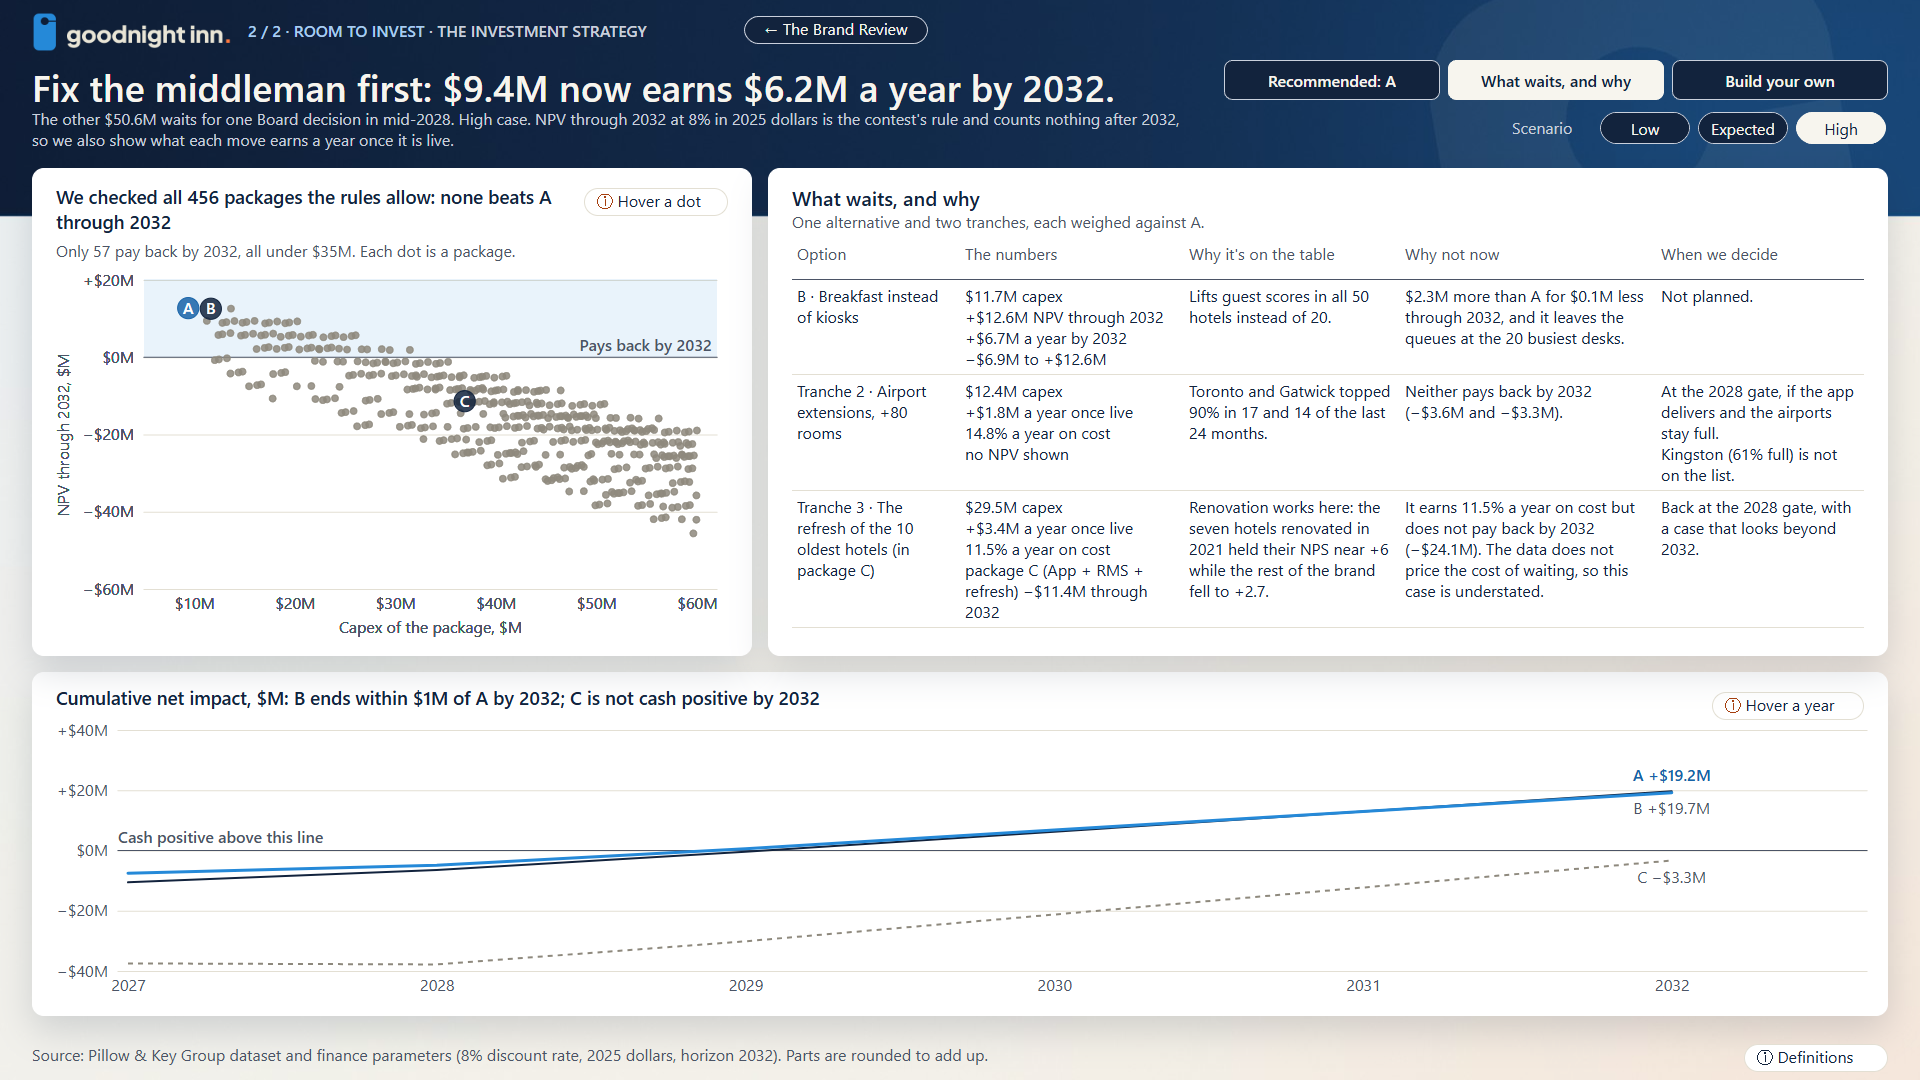 goodnight inn.
2 / 2 · ROOM TO INVEST · THE INVESTMENT STRATEGY
← The Brand Review
Fix the middleman first: $9.4M now earns $6.2M a year by 2032.
The other $50.6M waits for one Board decision in mid-2028. High case. NPV through 2032 at 8% in 2025 dollars is the contest's rule and counts nothing after 2032,
so we also show what each move earns a year once it is live.
Recommended: A
What waits, and why
Build your own
Scenario
Low
Expected
High
We checked all 456 packages the rules allow: none beats A
through 2032
Hover a dot
Only 57 pay back by 2032, all under $35M. Each dot is a package.
+$20M
$0M
−$20M
−$40M
−$60M
NPV through 2032, $M
A
B
C
Pays back by 2032
$10M
$20M
$30M
$40M
$50M
$60M
Capex of the package, $M
What waits, and why
One alternative and two tranches, each weighed against A.
Option
The numbers
Why it's on the table
Why not now
When we decide
B · Breakfast instead
of kiosks
$11.7M capex
+$12.6M NPV through 2032
+$6.7M a year by 2032
−$6.9M to +$12.6M
Lifts guest scores in all 50
hotels instead of 20.
$2.3M more than A for $0.1M less
through 2032, and it leaves the
queues at the 20 busiest desks.
Not planned.
Tranche 2 · Airport
extensions, +80
rooms
$12.4M capex
+$1.8M a year once live
14.8% a year on cost
no NPV shown
Toronto and Gatwick topped
90% in 17 and 14 of the last
24 months.
Neither pays back by 2032
(−$3.6M and −$3.3M).
At the 2028 gate, if the app
delivers and the airports
stay full.
Kingston (61% full) is not
on the list.
Tranche 3 · The
refresh of the 10
oldest hotels (in
package C)
$29.5M capex
+$3.4M a year once live
11.5% a year on cost
package C (App + RMS +
refresh) −$11.4M through
2032
Renovation works here: the
seven hotels renovated in
2021 held their NPS near +6
while the rest of the brand
fell to +2.7.
It earns 11.5% a year on cost but
does not pay back by 2032
(−$24.1M). The data does not
price the cost of waiting, so this
case is understated.
Back at the 2028 gate, with
a case that looks beyond
2032.
Cumulative net impact, $M: B ends within $1M of A by 2032; C is not cash positive by 2032
Hover a year
+$40M
+$20M
$0M
−$20M
−$40M
Cash positive above this line
A +$19.2M
B +$19.7M
C −$3.3M
2027
2028
2029
2030
2031
2032
Source: Pillow & Key Group dataset and finance parameters (8% discount rate, 2025 dollars, horizon 2032). Parts are rounded to add up.
Definitions